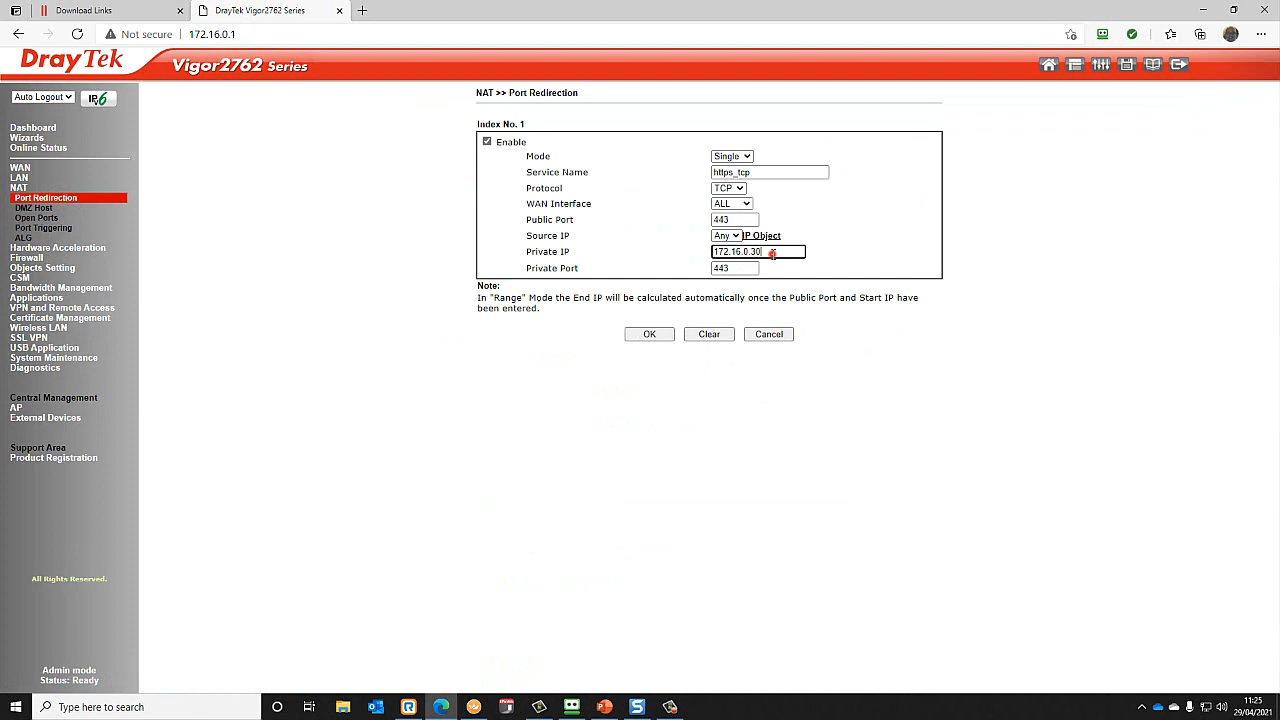 Download Links
DrayTek Vigor2762 Series
Not secure
172.16.0.1
DrayTek
Vigor2762 Series
Auto Logout
IPv6
Dashboard
Wizards
Online Status
WAN
LAN
NAT
Port Redirection
DMZ Host
Open Ports
Port Triggering
ALG
Hardware Acceleration
Firewall
Objects Setting
CSM
Bandwidth Management
Applications
VPN and Remote Access
Certificate Management
Wireless LAN
SSL VPN
USB Application
System Maintenance
Diagnostics
Central Management
AP
External Devices
Support Area
Product Registration
All Rights Reserved.
Admin mode
Status: Ready
NAT >> Port Redirection
Index No. 1
Enable
Mode Single
Service Name https_tcp
Protocol TCP
WAN Interface ALL
Public Port 443
Source IP Any IP Object
Private IP 172.16.0.30
Private Port 443
Note:
In "Range" Mode the End IP will be calculated automatically once the Public Port and Start IP have
been entered.
OK Clear Cancel
Type here to search
11:25
29/04/2021